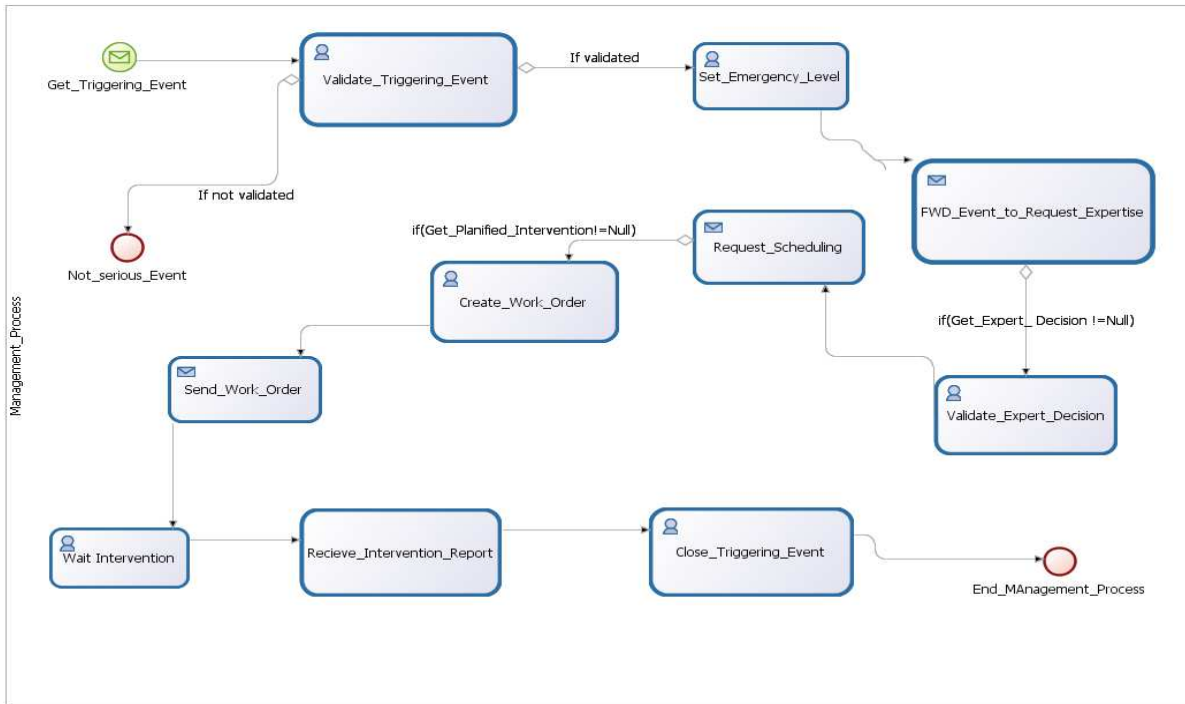 Get_Triggering_Event
Validate_Triggering_Event
If validated
Set_Emergency_Level
If not validated
Not_serious_Event
FWD_Event_to_Request_Expertise
if(Get_Planified_Intervention!=Null)
Request_Scheduling
Create_Work_Order
if(Get_Expert_ Decision !=Null)
Management_Process
Send_Work_Order
Validate_Expert_Decision
Wait Intervention
Recieve_Intervention_Report
Close_Triggering_Event
End_MAnagement_Process